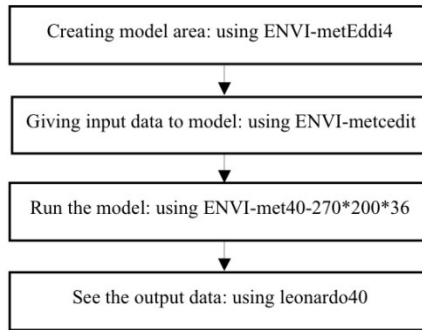 Creating model area: using ENVI-metEddi4
Giving input data to model: using ENVI-metcedit
Run the model: using ENVI-met40-270*200*36
See the output data: using leonardo40